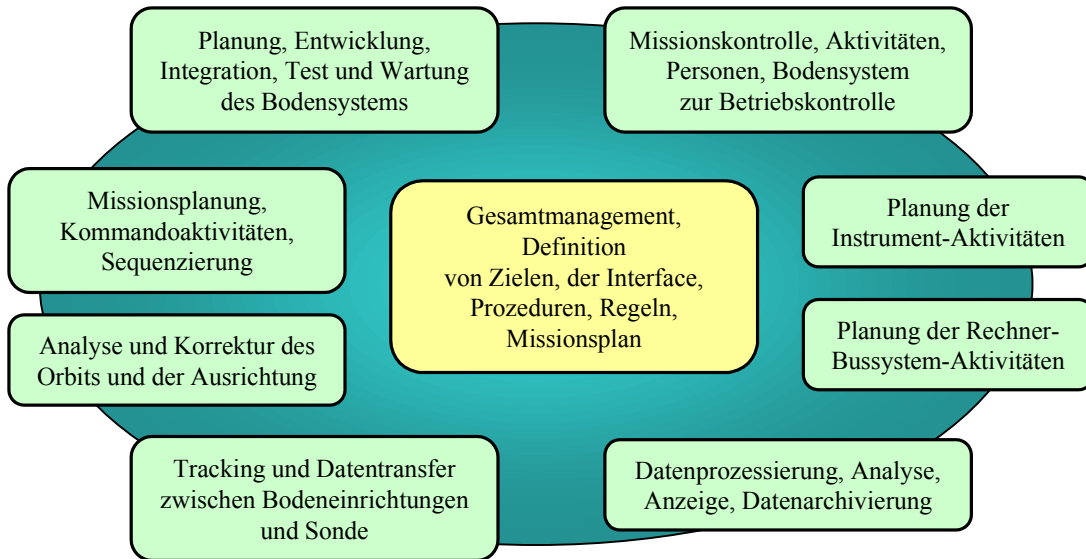 Planung, Entwicklung,
Integration, Test und Wartung
des Bodensystems
Missionskontrolle, Aktivitäten,
Personen, Bodensystem
zur Betriebskontrolle
Missionsplanung,
Kommandoaktivitäten,
Sequenzierung
Gesamtmanagement,
Definition
von Zielen, der Interface,
Prozeduren, Regeln,
Missionsplan
Planung der
Instrument-Aktivitäten
Analyse und Korrektur des
Orbits und der Ausrichtung
Planung der Rechner-
Bussystem-Aktivitäten
Tracking und Datentransfer
zwischen Bodeneinrichtungen
und Sonde
Datenprozessierung, Analyse,
Anzeige, Datenarchivierung